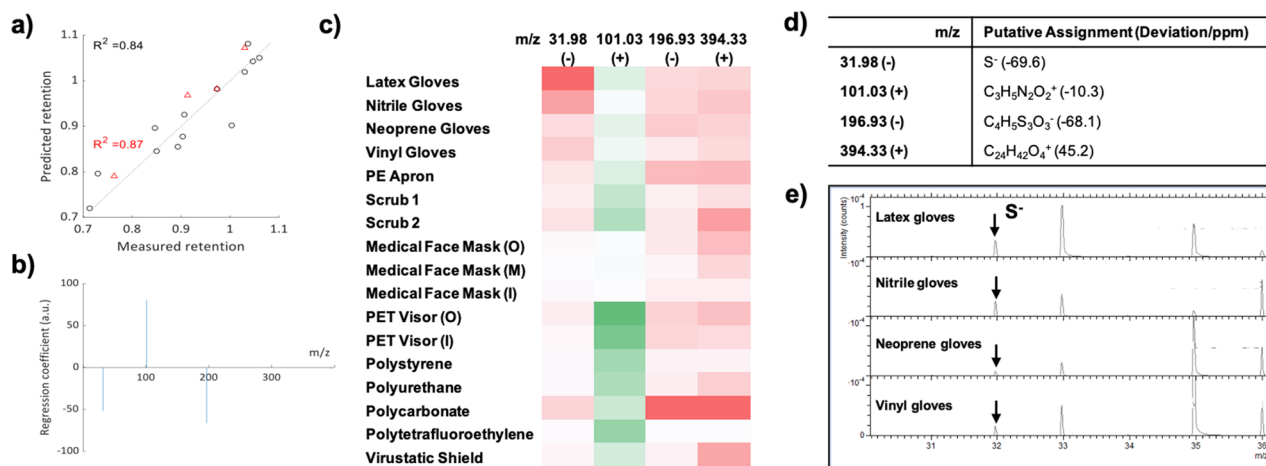 a)
R² =0.84
R² =0.87
Predicted retention
1.1
1
0.9
0.8
0.7
0.7 0.8 0.9 1 1.1
Measured retention
b)
Regression coefficient (a.u.)
100
50
0
-50
-100
100 200 300
m/z
c)
m/z 31.98 101.03 196.93 394.33
(-) (+) (-) (+)
Latex Gloves
Nitrile Gloves
Neoprene Gloves
Vinyl Gloves
PE Apron
Scrub 1
Scrub 2
Medical Face Mask (O)
Medical Face Mask (M)
Medical Face Mask (I)
PET Visor (O)
PET Visor (I)
Polystyrene
Polyurethane
Polycarbonate
Polytetrafluoroethylene
Virustatic Shield
d)
m/z Putative Assignment (Deviation/ppm)
31.98 (-) S⁻ (-69.6)
101.03 (+) C₃H₅N₂O₂⁺ (-10.3)
196.93 (-) C₄H₅S₃O₃⁻ (-68.1)
394.33 (+) C₂₄H₄₂O₄⁺ (45.2)
e)
Intensity (counts)
Latex gloves
S⁻
Nitrile gloves
Neoprene gloves
Vinyl gloves
0
31 32 33 34 35 36
m/z